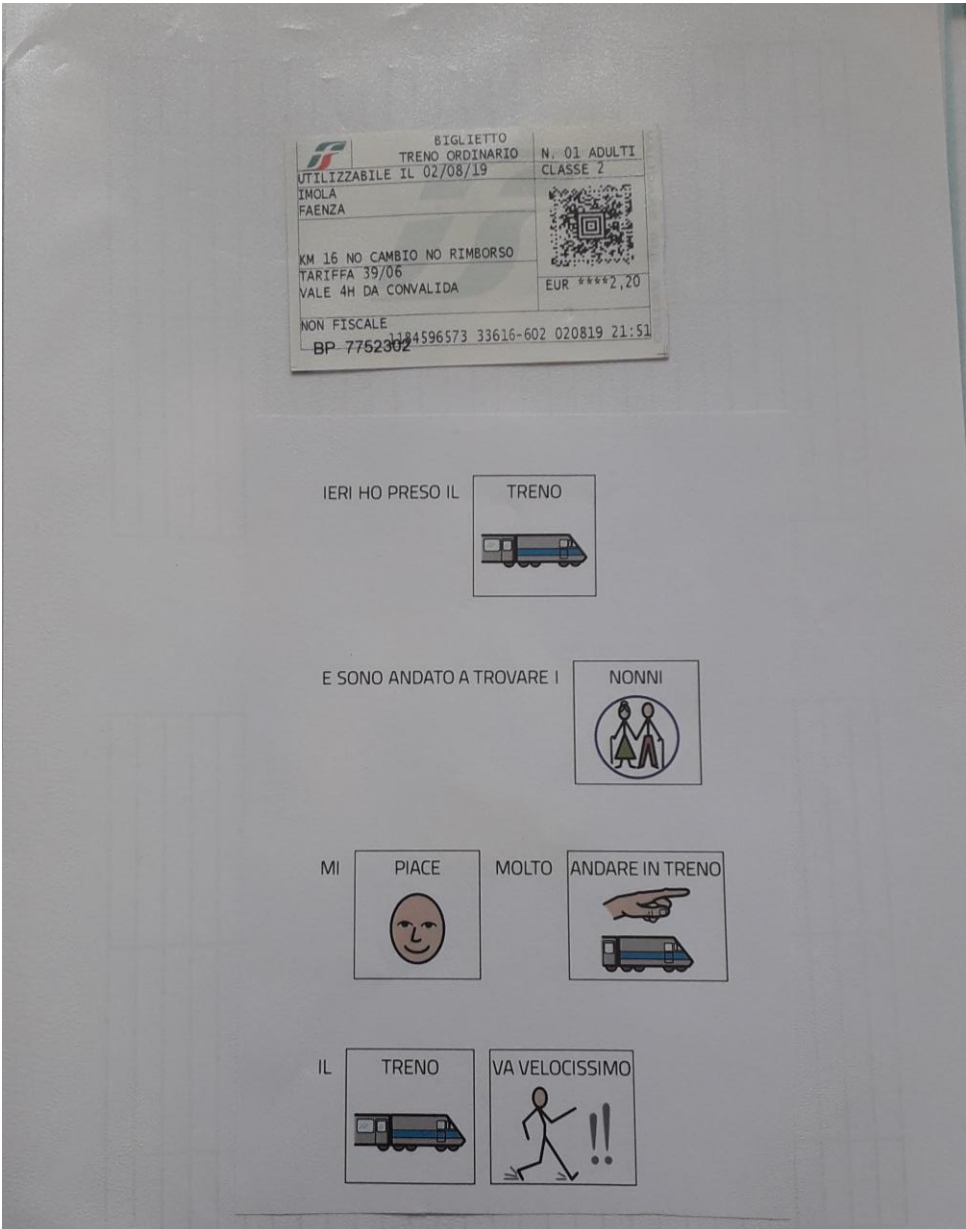 BIGLIETTO
TRENO ORDINARIO
N. 01 ADULTI
UTILIZZABILE IL 02/08/19
CLASSE 2
IMOLA
FAENZA
KM 16 NO CAMBIO NO RIMBORSO
TARIFFA 39/06
VALE 4H DA CONVALIDA
EUR ****2,20
NON FISCALE
1184596573 33616-602 020819 21:51
BP 7752302
IERI HO PRESO IL TRENO
E SONO ANDATO A TROVARE I NONNI
MI PIACE MOLTO ANDARE IN TRENO
IL TRENO VA VELOCISSIMO
!!